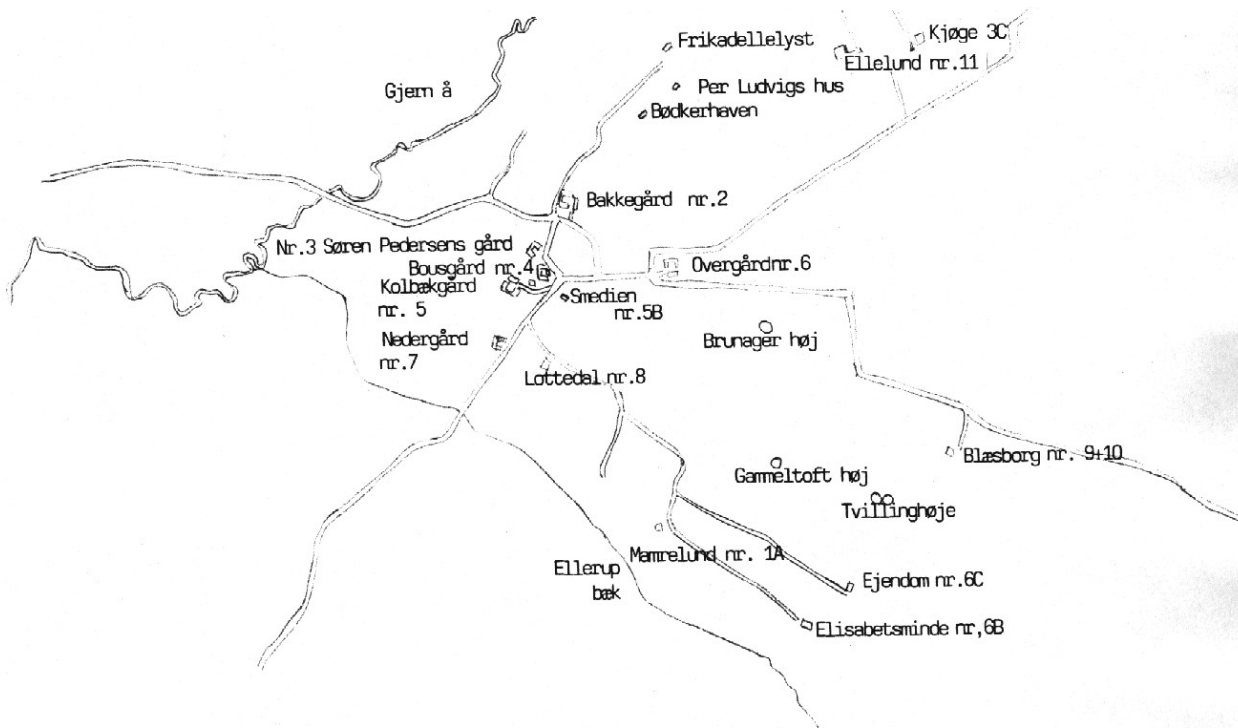 Frikadellelyst
Kjøge 3C
Ellelund nr.11
Per Ludvigs hus
Gjern å
Bødkerhaven
Bakkegård nr.2
Nr.3 Søren Pedersens gård
Bousgård nr.4
Overgårdnr.6
Kolbækgård
nr. 5
Smedien
nr.5B
Nedergård
nr.7
Brunager høj
Lottedal nr.8
Blæsborg nr. 9+10
Gammeltoft høj
Tvillinghøje
Mamrelund nr. 1A
Ellerup
bæk
Ejendom nr.6C
Elisabetsminde nr,6B